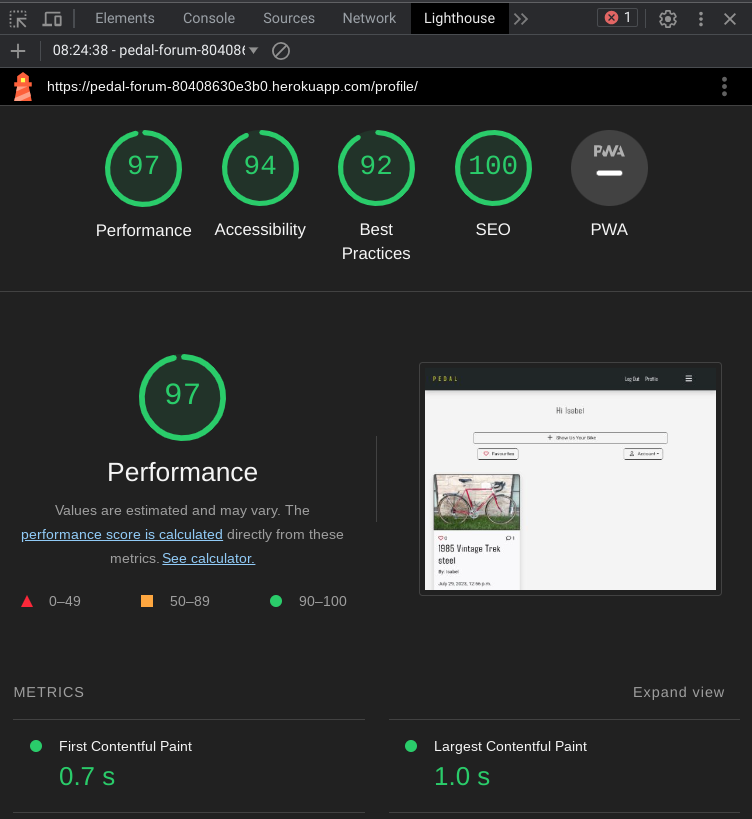 Elements Console Sources Network Lighthouse 1
08:24:38 - pedal-forum-80408
https://pedal-forum-80408630e3b0.herokuapp.com/profile/
97 94 92 100 PWA
Performance Accessibility Best Practices SEO PWA
97
Performance
Values are estimated and may vary. The
performance score is calculated directly from these
metrics. See calculator.
0–49 50–89 90–100
PEDAL Log Out Profile
Hi Isabel
Show Us Your Bike
Favourites Account
0 1
1985 Vintage Trek
steel
By: Isabel
July 29, 2023, 12:56 p.m.
METRICS Expand view
First Contentful Paint Largest Contentful Paint
0.7 s 1.0 s